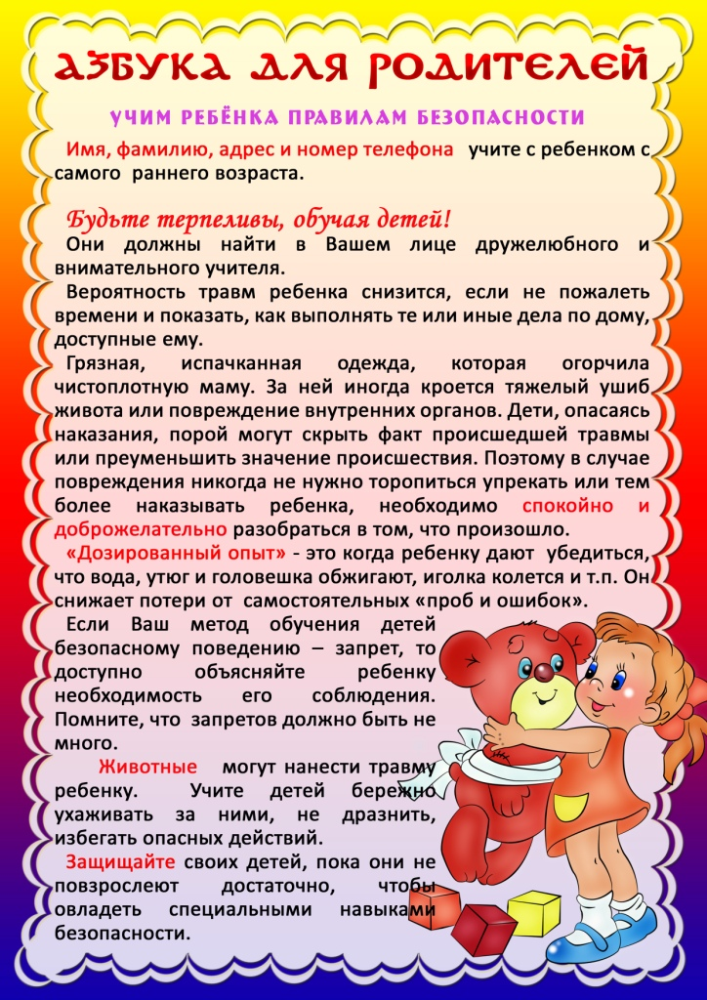 АЗБУКА ДЛЯ РОДИТЕЛЕЙ
УЧИМ РЕБЁНКА ПРАВИЛАМ БЕЗОПАСНОСТИ
Имя, фамилию, адрес и номер телефона учите с ребенком с
самого раннего возраста.
Будьте терпеливы, обучая детей!
Они должны найти в Вашем лице дружелюбного и
внимательного учителя.
Вероятность травм ребенка снизится, если не пожалеть
времени и показать, как выполнять те или иные дела по дому,
доступные ему.
Грязная, испачканная одежда, которая огорчила
чистоплотную маму. За ней иногда кроется тяжелый ушиб
живота или повреждение внутренних органов. Дети, опасаясь
наказания, порой могут скрыть факт происшедшей травмы
или преуменьшить значение происшествия. Поэтому в случае
повреждения никогда не нужно торопиться упрекать или тем
более наказывать ребенка, необходимо спокойно и
доброжелательно разобраться в том, что произошло.
«Дозированный опыт» - это когда ребенку дают убедиться,
что вода, утюг и головешка обжигают, иголка колется и т.п. Он
снижает потери от самостоятельных «проб и ошибок».
Если Ваш метод обучения детей
безопасному поведению – запрет, то
доступно объясняйте ребенку
необходимость его соблюдения.
Помните, что запретов должно быть не
много.
Животные могут нанести травму
ребенку. Учите детей бережно
ухаживать за ними, не дразнить,
избегать опасных действий.
Защищайте своих детей, пока они не
повзрослеют достаточно, чтобы
овладеть специальными навыками
безопасности.